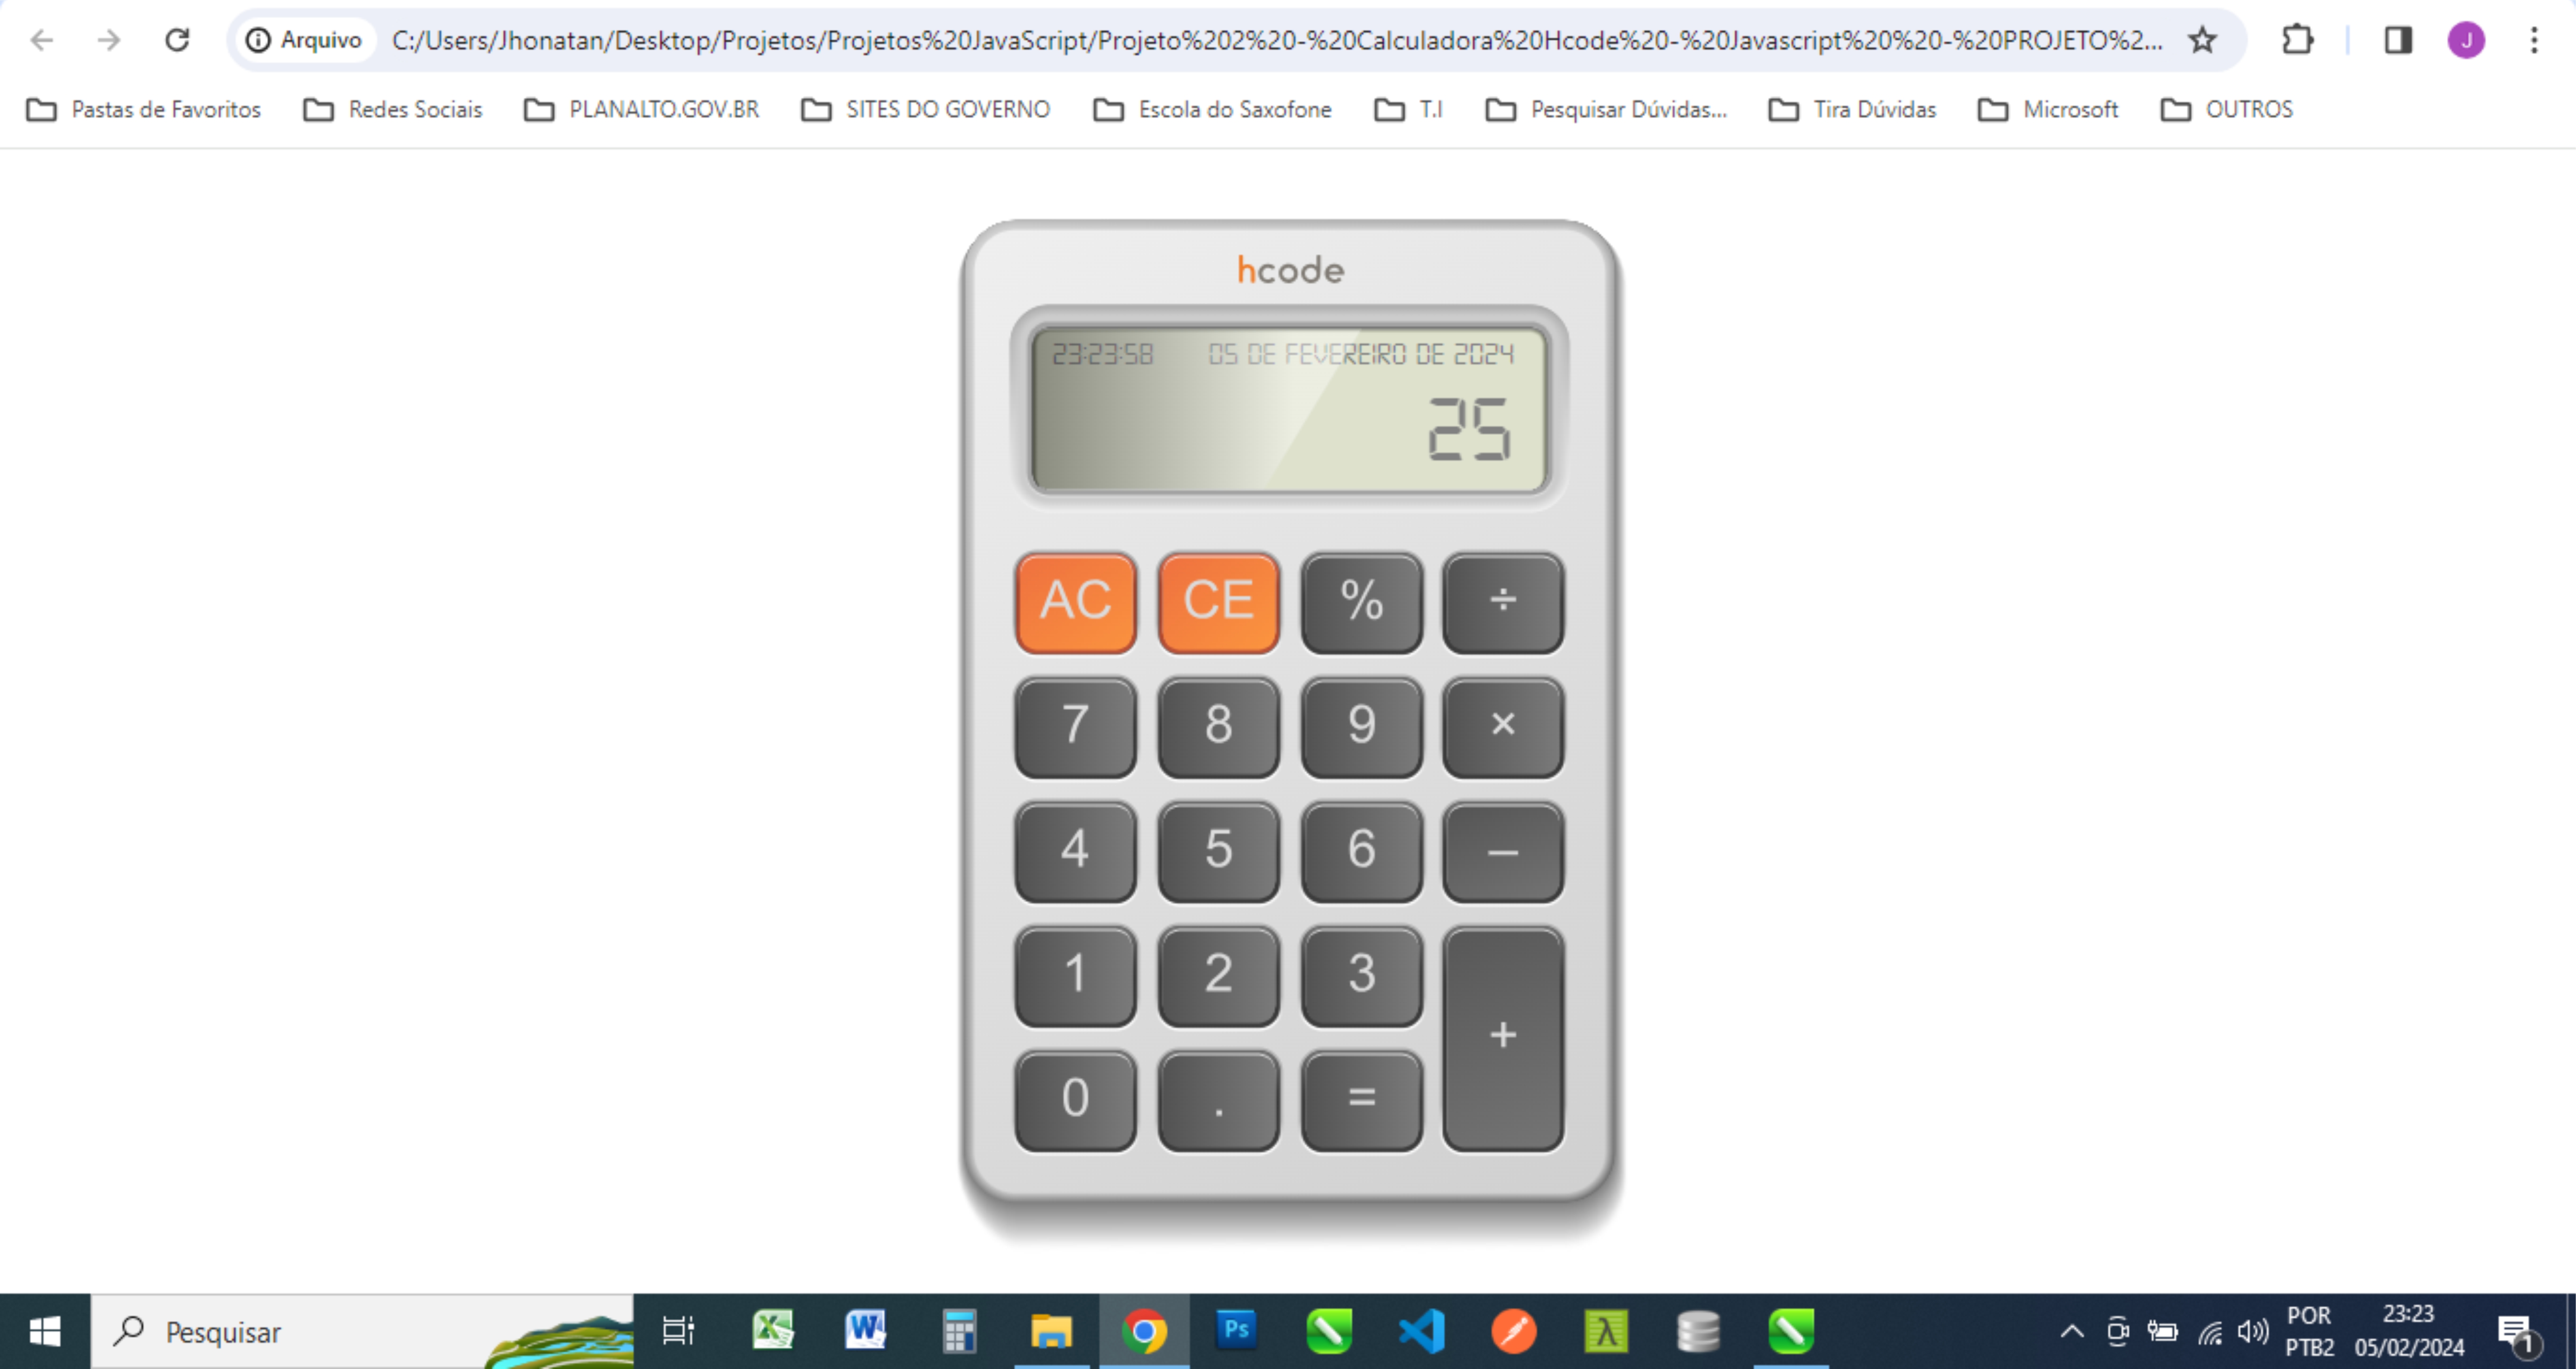 Arquivo C:/Users/Jhonatan/Desktop/Projetos/Projetos%20JavaScript/Projeto%202%20-%20Calculadora%20Hcode%20-%20Javascript%20%20-%20PROJETO%2... J
Pastas de Favoritos Redes Sociais PLANALTO.GOV.BR SITES DO GOVERNO Escola do Saxofone T.I Pesquisar Dúvidas... Tira Dúvidas Microsoft OUTROS
hcode
23:23:58 05 DE FEVEREIRO DE 2024
25
AC CE % ÷
7 8 9 ×
4 5 6 −
1 2 3
+
0 . =
Pesquisar Ps λ POR 23:23
PTB2 05/02/2024 1